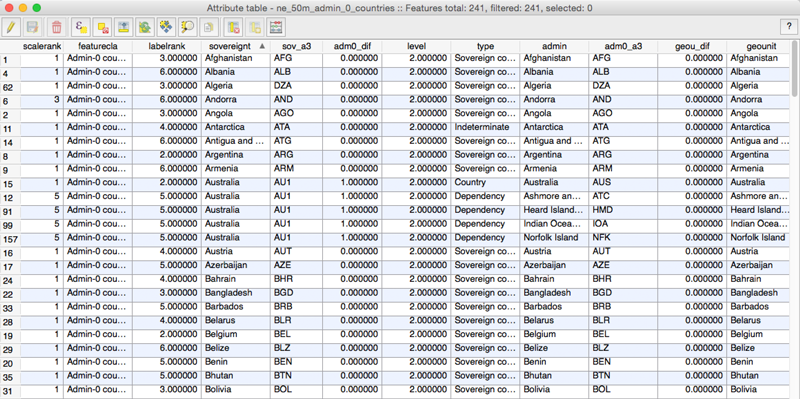 Attribute table - ne_50m_admin_0_countries :: Features total: 241, filtered: 241, selected: 0
?
scalerank featurecla labelrank sovereignt sov_a3 adm0_dif level type admin adm0_a3 geou_dif geounit
1 1 Admin-0 cou… 3.000000 Afghanistan AFG 0.000000 2.000000 Sovereign co… Afghanistan AFG 0.000000 Afghanistan
4 1 Admin-0 cou… 6.000000 Albania ALB 0.000000 2.000000 Sovereign co… Albania ALB 0.000000 Albania
62 1 Admin-0 cou… 3.000000 Algeria DZA 0.000000 2.000000 Sovereign co… Algeria DZA 0.000000 Algeria
6 3 Admin-0 cou… 6.000000 Andorra AND 0.000000 2.000000 Sovereign co… Andorra AND 0.000000 Andorra
2 1 Admin-0 cou… 3.000000 Angola AGO 0.000000 2.000000 Sovereign co… Angola AGO 0.000000 Angola
11 1 Admin-0 cou… 4.000000 Antarctica ATA 0.000000 2.000000 Indeterminate Antarctica ATA 0.000000 Antarctica
14 1 Admin-0 cou… 6.000000 Antigua and … ATG 0.000000 2.000000 Sovereign co… Antigua and … ATG 0.000000 Antigua and …
8 1 Admin-0 cou… 2.000000 Argentina ARG 0.000000 2.000000 Sovereign co… Argentina ARG 0.000000 Argentina
9 1 Admin-0 cou… 6.000000 Armenia ARM 0.000000 2.000000 Sovereign co… Armenia ARM 0.000000 Armenia
15 1 Admin-0 cou… 2.000000 Australia AU1 1.000000 2.000000 Country Australia AUS 0.000000 Australia
12 5 Admin-0 cou… 5.000000 Australia AU1 1.000000 2.000000 Dependency Ashmore an… ATC 0.000000 Ashmore an…
91 5 Admin-0 cou… 5.000000 Australia AU1 1.000000 2.000000 Dependency Heard Island… HMD 0.000000 Heard Island…
99 5 Admin-0 cou… 5.000000 Australia AU1 1.000000 2.000000 Dependency Indian Ocea… IOA 0.000000 Indian Ocea…
157 5 Admin-0 cou… 5.000000 Australia AU1 1.000000 2.000000 Dependency Norfolk Island NFK 0.000000 Norfolk Island
16 1 Admin-0 cou… 4.000000 Austria AUT 0.000000 2.000000 Sovereign co… Austria AUT 0.000000 Austria
17 1 Admin-0 cou… 5.000000 Azerbaijan AZE 0.000000 2.000000 Sovereign co… Azerbaijan AZE 0.000000 Azerbaijan
24 1 Admin-0 cou… 4.000000 Bahrain BHR 0.000000 2.000000 Sovereign co… Bahrain BHR 0.000000 Bahrain
22 1 Admin-0 cou… 3.000000 Bangladesh BGD 0.000000 2.000000 Sovereign co… Bangladesh BGD 0.000000 Bangladesh
33 1 Admin-0 cou… 5.000000 Barbados BRB 0.000000 2.000000 Sovereign co… Barbados BRB 0.000000 Barbados
28 1 Admin-0 cou… 4.000000 Belarus BLR 0.000000 2.000000 Sovereign co… Belarus BLR 0.000000 Belarus
19 1 Admin-0 cou… 2.000000 Belgium BEL 0.000000 2.000000 Sovereign co… Belgium BEL 0.000000 Belgium
29 1 Admin-0 cou… 6.000000 Belize BLZ 0.000000 2.000000 Sovereign co… Belize BLZ 0.000000 Belize
20 1 Admin-0 cou… 5.000000 Benin BEN 0.000000 2.000000 Sovereign co… Benin BEN 0.000000 Benin
35 1 Admin-0 cou… 5.000000 Bhutan BTN 0.000000 2.000000 Sovereign co… Bhutan BTN 0.000000 Bhutan
31 1 Admin-0 cou… 3.000000 Bolivia BOL 0.000000 2.000000 Sovereign co… Bolivia BOL 0.000000 Bolivia